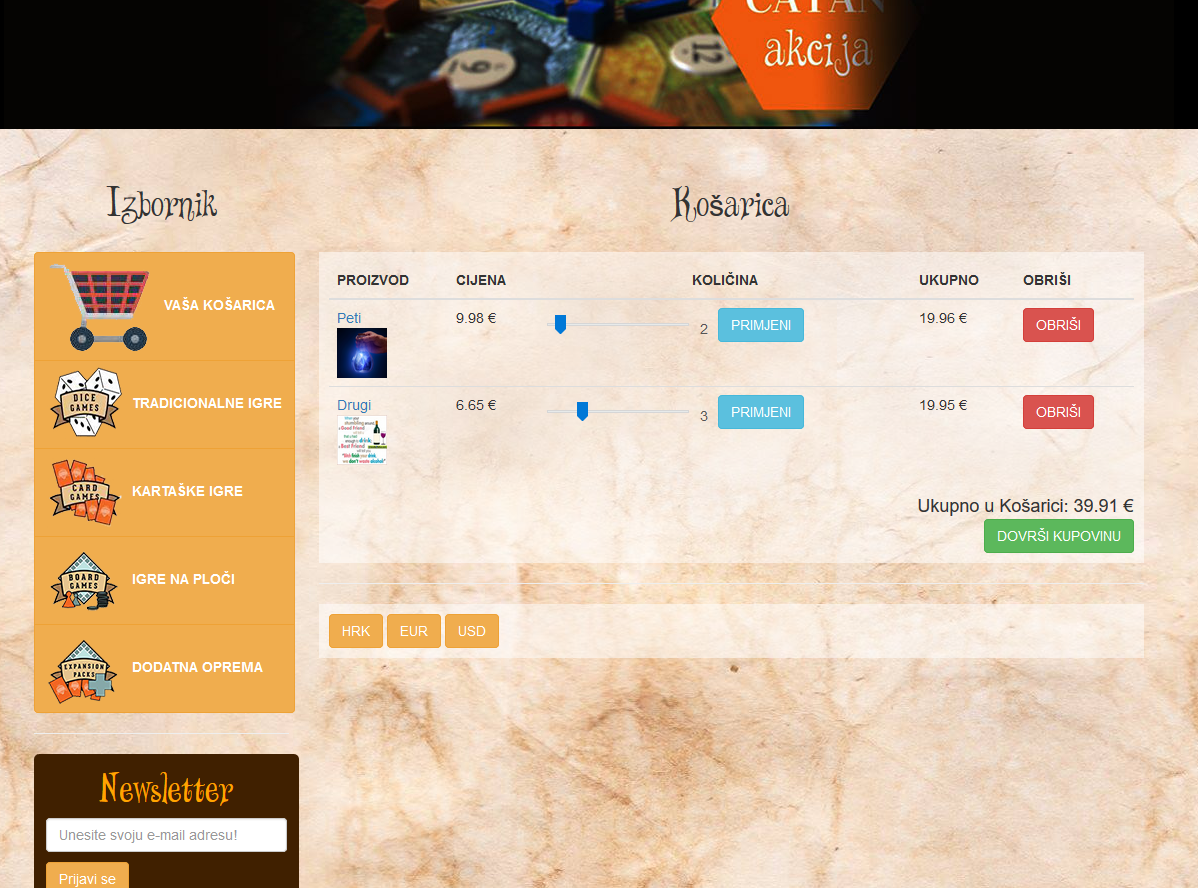 CATAN
akcija
9
12
Izbornik
Košarica
VAŠA KOŠARICA
DICE GAMES
TRADICIONALNE IGRE
CARD GAMES
KARTAŠKE IGRE
BOARD GAMES
IGRE NA PLOČI
EXPANSION PACKS
DODATNA OPREMA
PROIZVOD CIJENA KOLIČINA UKUPNO OBRIŠI
Peti 9.98 € 2 PRIMJENI 19.96 € OBRIŠI
Drugi 6.65 € 3 PRIMJENI 19.95 € OBRIŠI
Ukupno u Košarici: 39.91 €
DOVRŠI KUPOVINU
HRK EUR USD
Newsletter
Unesite svoju e-mail adresu!
Prijavi se